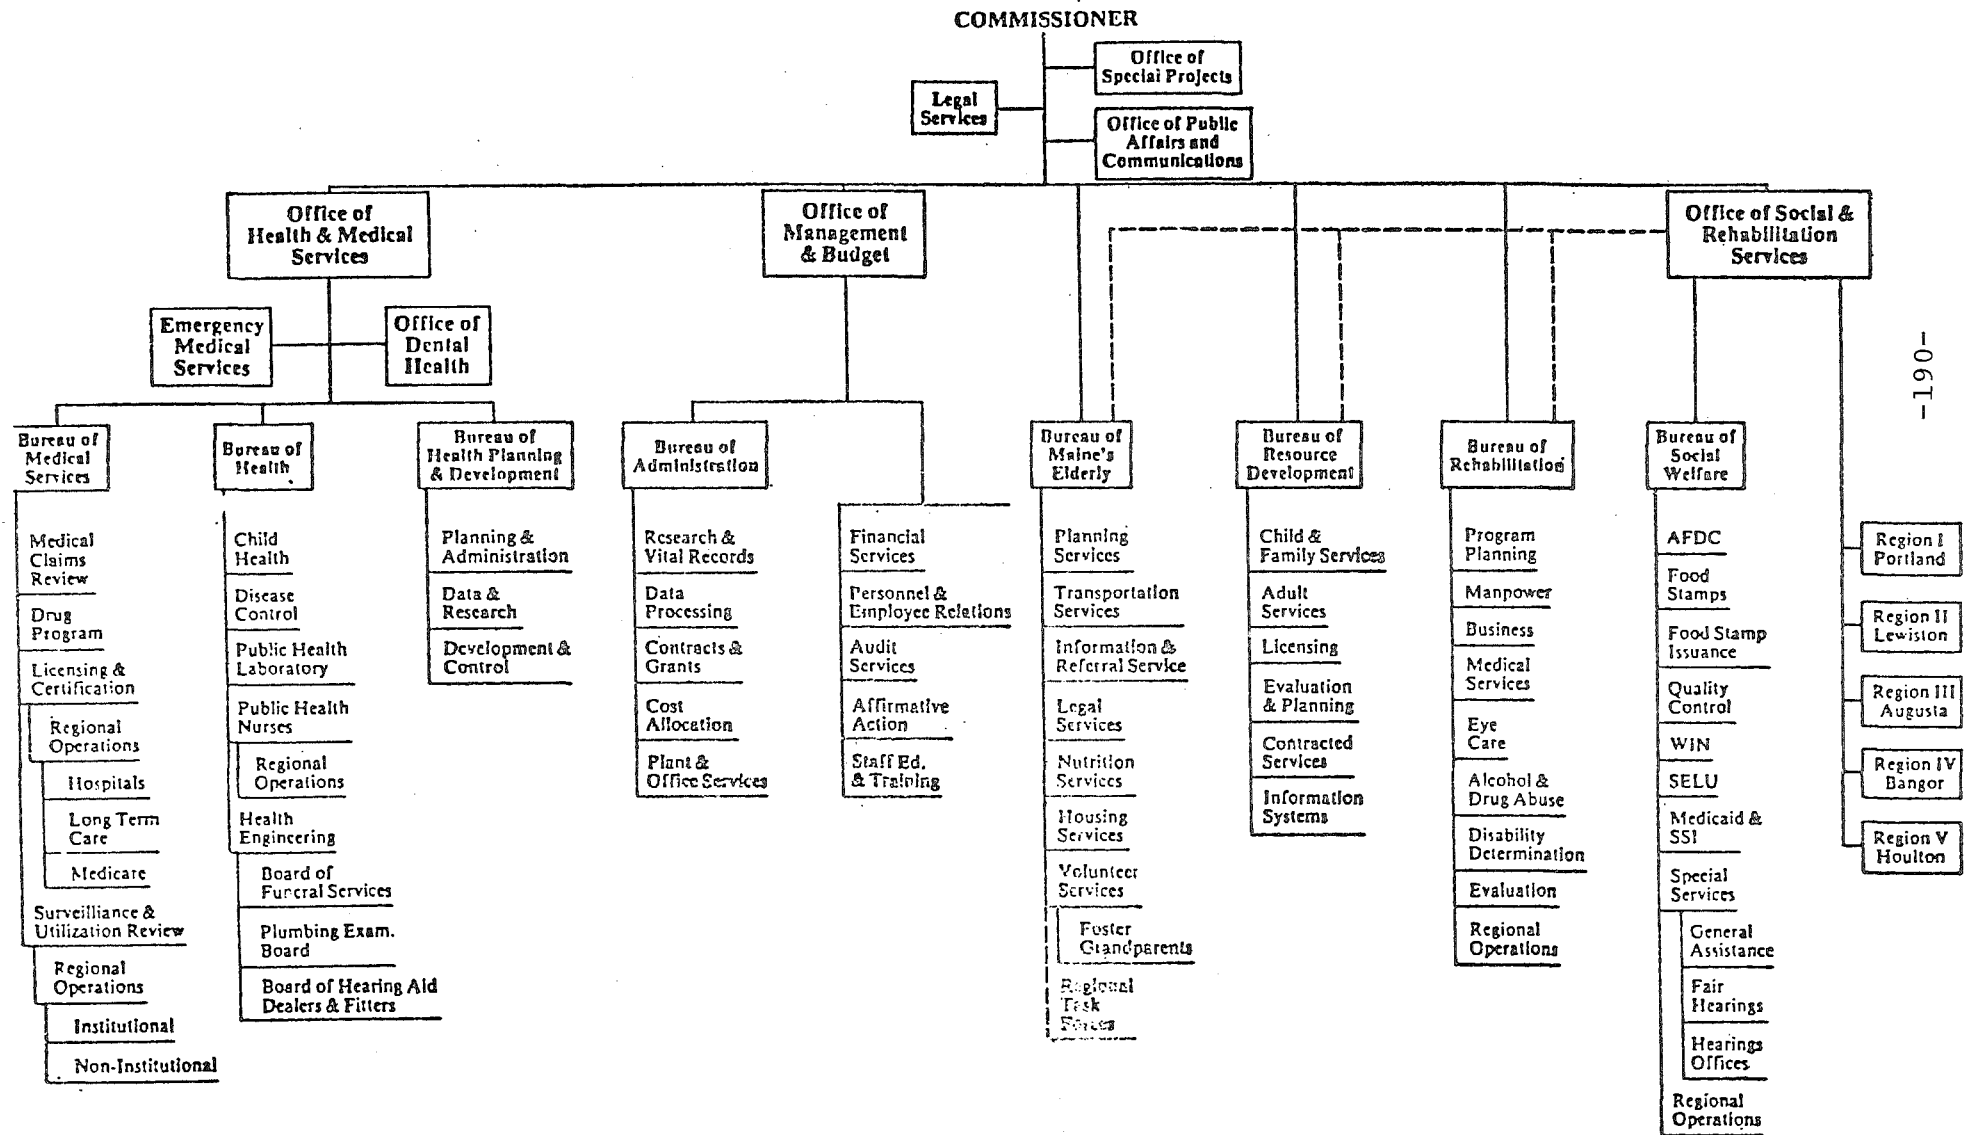 COMMISSIONER
Office of
Special Projects
Legal
Services
Office of Public
Affairs and
Communications
Office of
Health & Medical
Services
Office of
Management
& Budget
Office of Social &
Rehabilitation
Services
Emergency
Medical
Services
Office of
Dental
Health
-190-
Bureau of
Medical
Services
Medical
Claims
Review
Drug
Program
Licensing &
Certification
Regional
Operations
Hospitals
Long Term
Care
Medicare
Surveilliance &
Utilization Review
Regional
Operations
Institutional
Non-Institutional
Bureau of
Health
Child
Health
Disease
Control
Public Health
Laboratory
Public Health
Nurses
Regional
Operations
Health
Engineering
Board of
Funeral Services
Plumbing Exam.
Board
Board of Hearing Aid
Dealers & Fitters
Bureau of
Health Planning
& Development
Planning &
Administration
Data &
Research
Development &
Control
Bureau of
Administration
Research &
Vital Records
Data
Processing
Contracts &
Grants
Cost
Allocation
Plant &
Office Services
Financial
Services
Personnel &
Employee Relations
Audit
Services
Affirmative
Action
Staff Ed.
& Training
Bureau of
Maine's
Elderly
Planning
Services
Transportation
Services
Information &
Referral Service
Legal
Services
Nutrition
Services
Housing
Services
Volunteer
Services
Foster
Grandparents
Regional
Task
Forces
Bureau of
Resource
Development
Child &
Family Services
Adult
Services
Licensing
Evaluation
& Planning
Contracted
Services
Information
Systems
Bureau of
Rehabilitation
Program
Planning
Manpower
Business
Medical
Services
Eye
Care
Alcohol &
Drug Abuse
Disability
Determination
Evaluation
Regional
Operations
Bureau of
Social
Welfare
AFDC
Food
Stamps
Food Stamp
Issuance
Quality
Control
WIN
SELU
Medicaid &
SSI
Special
Services
General
Assistance
Fair
Hearings
Hearings
Offices
Regional
Operations
Region I
Portland
Region II
Lewiston
Region III
Augusta
Region IV
Bangor
Region V
Houlton